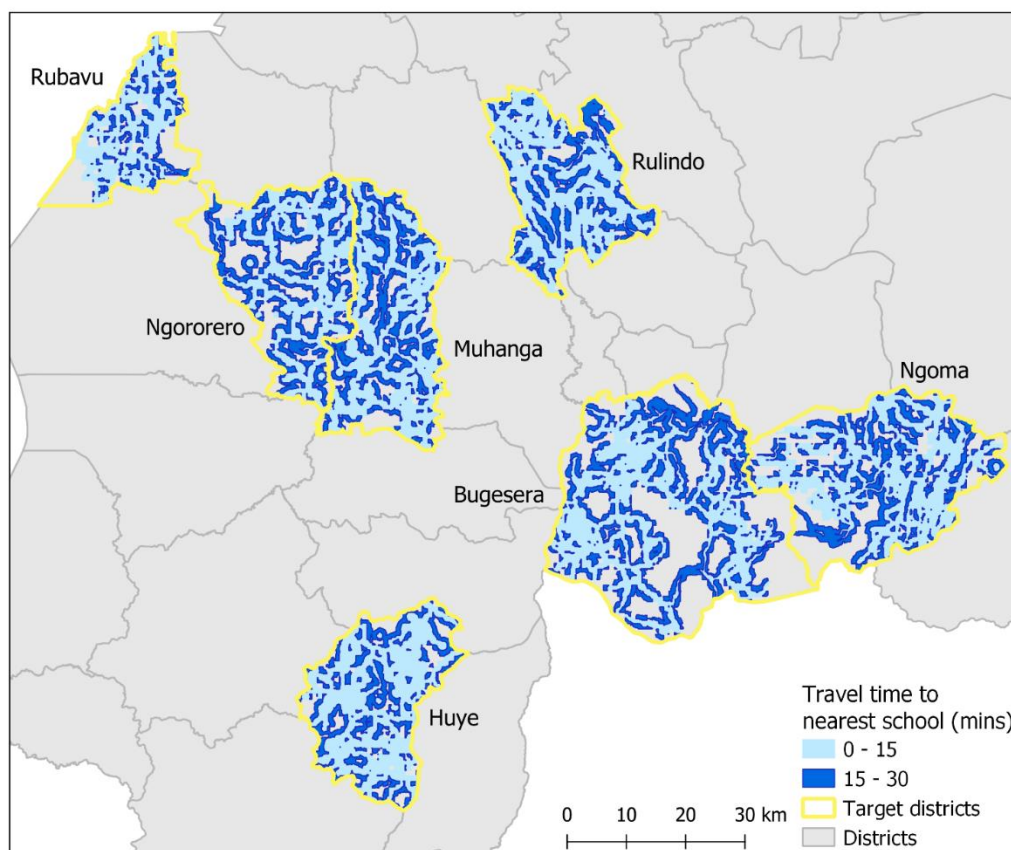 Rubavu
Rulindo
Ngororero
Muhanga
Ngoma
Bugesera
Huye
Travel time to
nearest school (mins)
0 - 15
15 - 30
Target districts
Districts
0 10 20 30 km